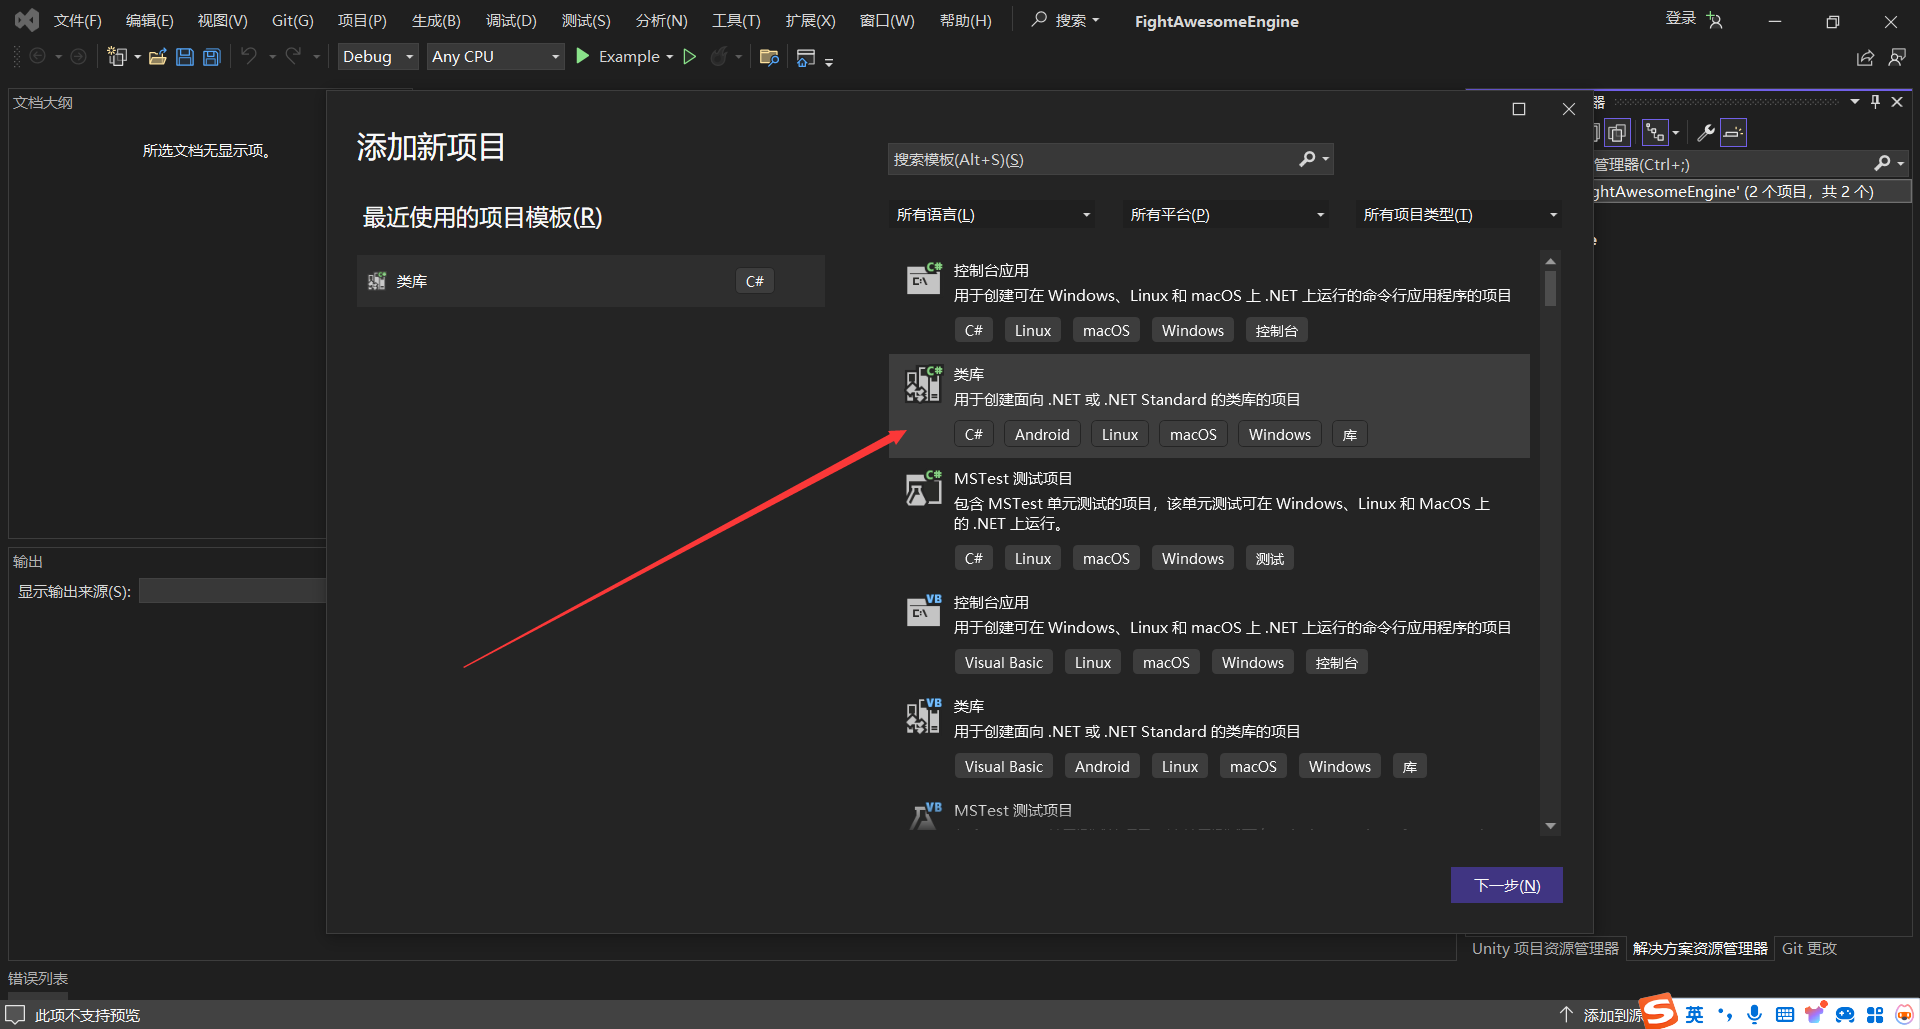 文件(F) 编辑(E) 视图(V) Git(G) 项目(P) 生成(B) 调试(D) 测试(S) 分析(N) 工具(T) 扩展(X) 窗口(W) 帮助(H) 搜索 FightAwesomeEngine 登录
Debug Any CPU Example
文档大纲
所选文档无显示项。
输出
显示输出来源(S):
添加新项目
最近使用的项目模板(R)
类库 C#
搜索模板(Alt+S)(S)
所有语言(L) 所有平台(P) 所有项目类型(T)
控制台应用
用于创建可在 Windows、Linux 和 macOS 上 .NET 上运行的命令行应用程序的项目
C# Linux macOS Windows 控制台
类库
用于创建面向 .NET 或 .NET Standard 的类库的项目
C# Android Linux macOS Windows 库
MSTest 测试项目
包含 MSTest 单元测试的项目，该单元测试可在 Windows、Linux 和 MacOS 上
的 .NET 上运行。
C# Linux macOS Windows 测试
控制台应用
用于创建可在 Windows、Linux 和 macOS 上 .NET 上运行的命令行应用程序的项目
Visual Basic Linux macOS Windows 控制台
类库
用于创建面向 .NET 或 .NET Standard 的类库的项目
Visual Basic Android Linux macOS Windows 库
MSTest 测试项目
下一步(N)
器
管理器(Ctrl+;)
ghtAwesomeEngine' (2 个项目，共 2 个)
e
Unity 项目资源管理器 解决方案资源管理器 Git 更改
错误列表
此项不支持预览 添加到源 英